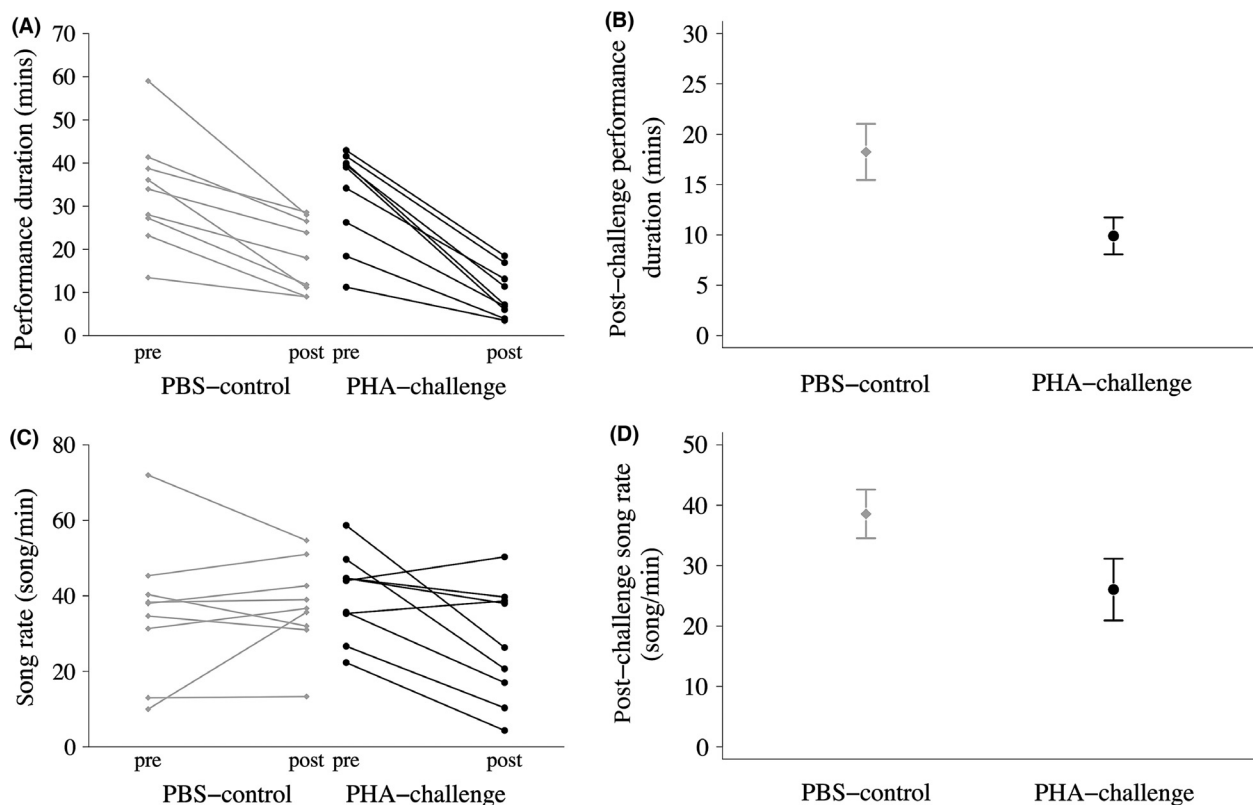 (A)
Performance duration (mins)
70
60
50
40
30
20
10
0
pre
post
pre
post
PBS–control
PHA–challenge
(B)
Post–challenge performance
duration (mins)
30
25
20
15
10
5
0
PBS–control
PHA–challenge
(C)
Song rate (song/min)
80
60
40
20
0
pre
post
pre
post
PBS–control
PHA–challenge
(D)
Post–challenge song rate
(song/min)
50
40
30
20
10
0
PBS–control
PHA–challenge